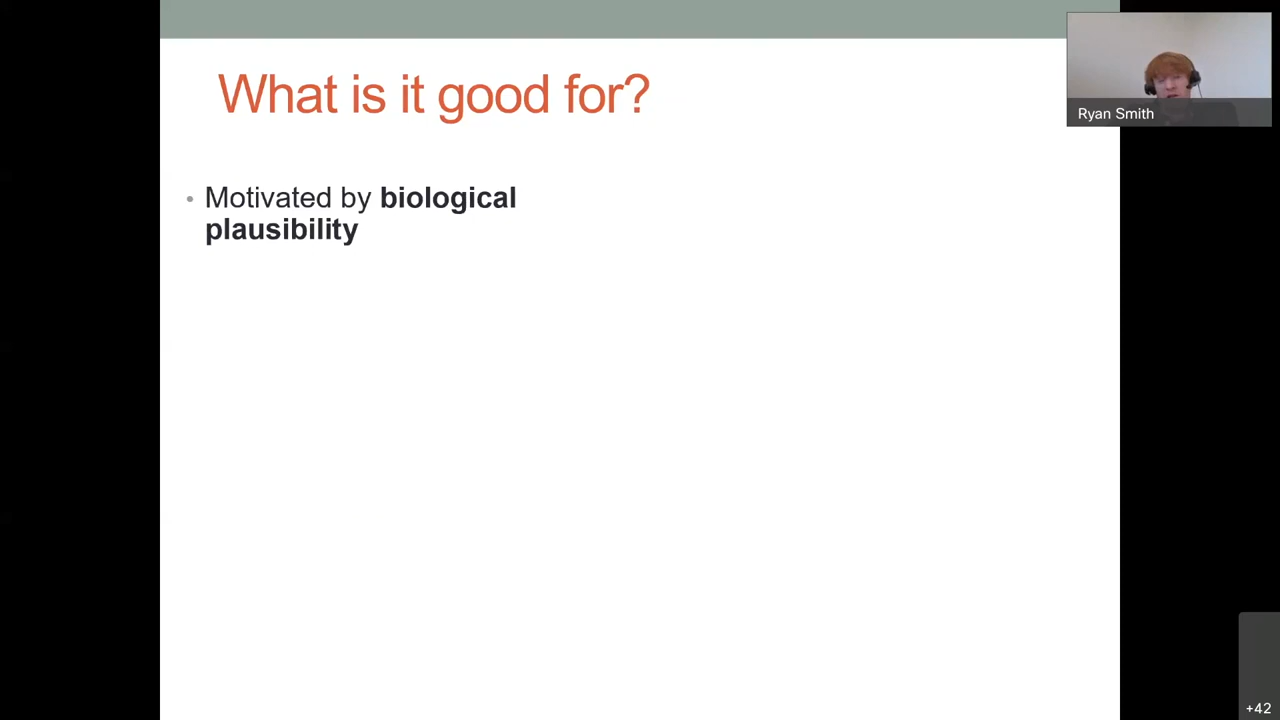 What is it good for?
Ryan Smith
• Motivated by biological
plausibility
+42